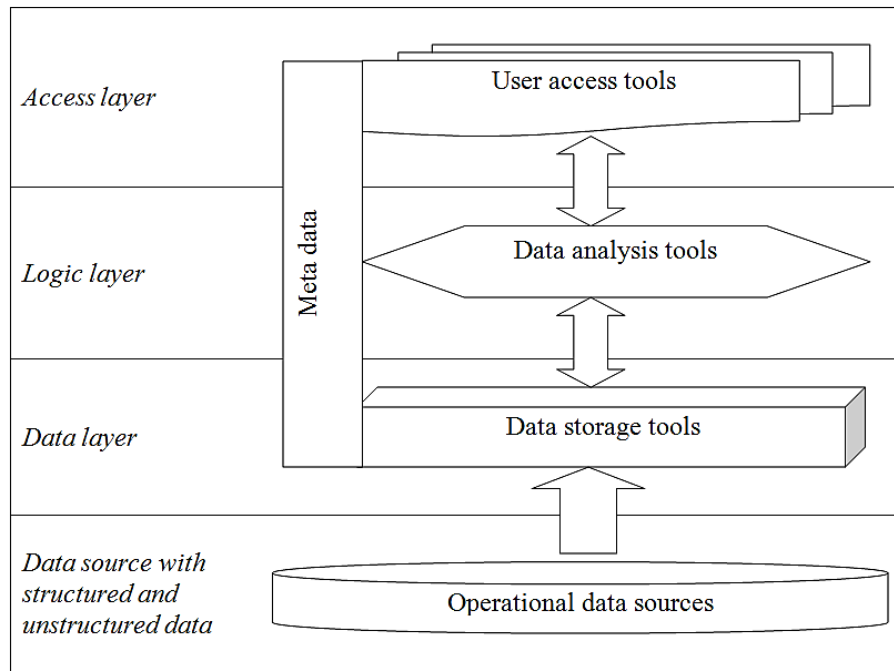 Access layer
User access tools
Meta data
Logic layer
Data analysis tools
Data layer
Data storage tools
Data source with
structured and
unstructured data
Operational data sources